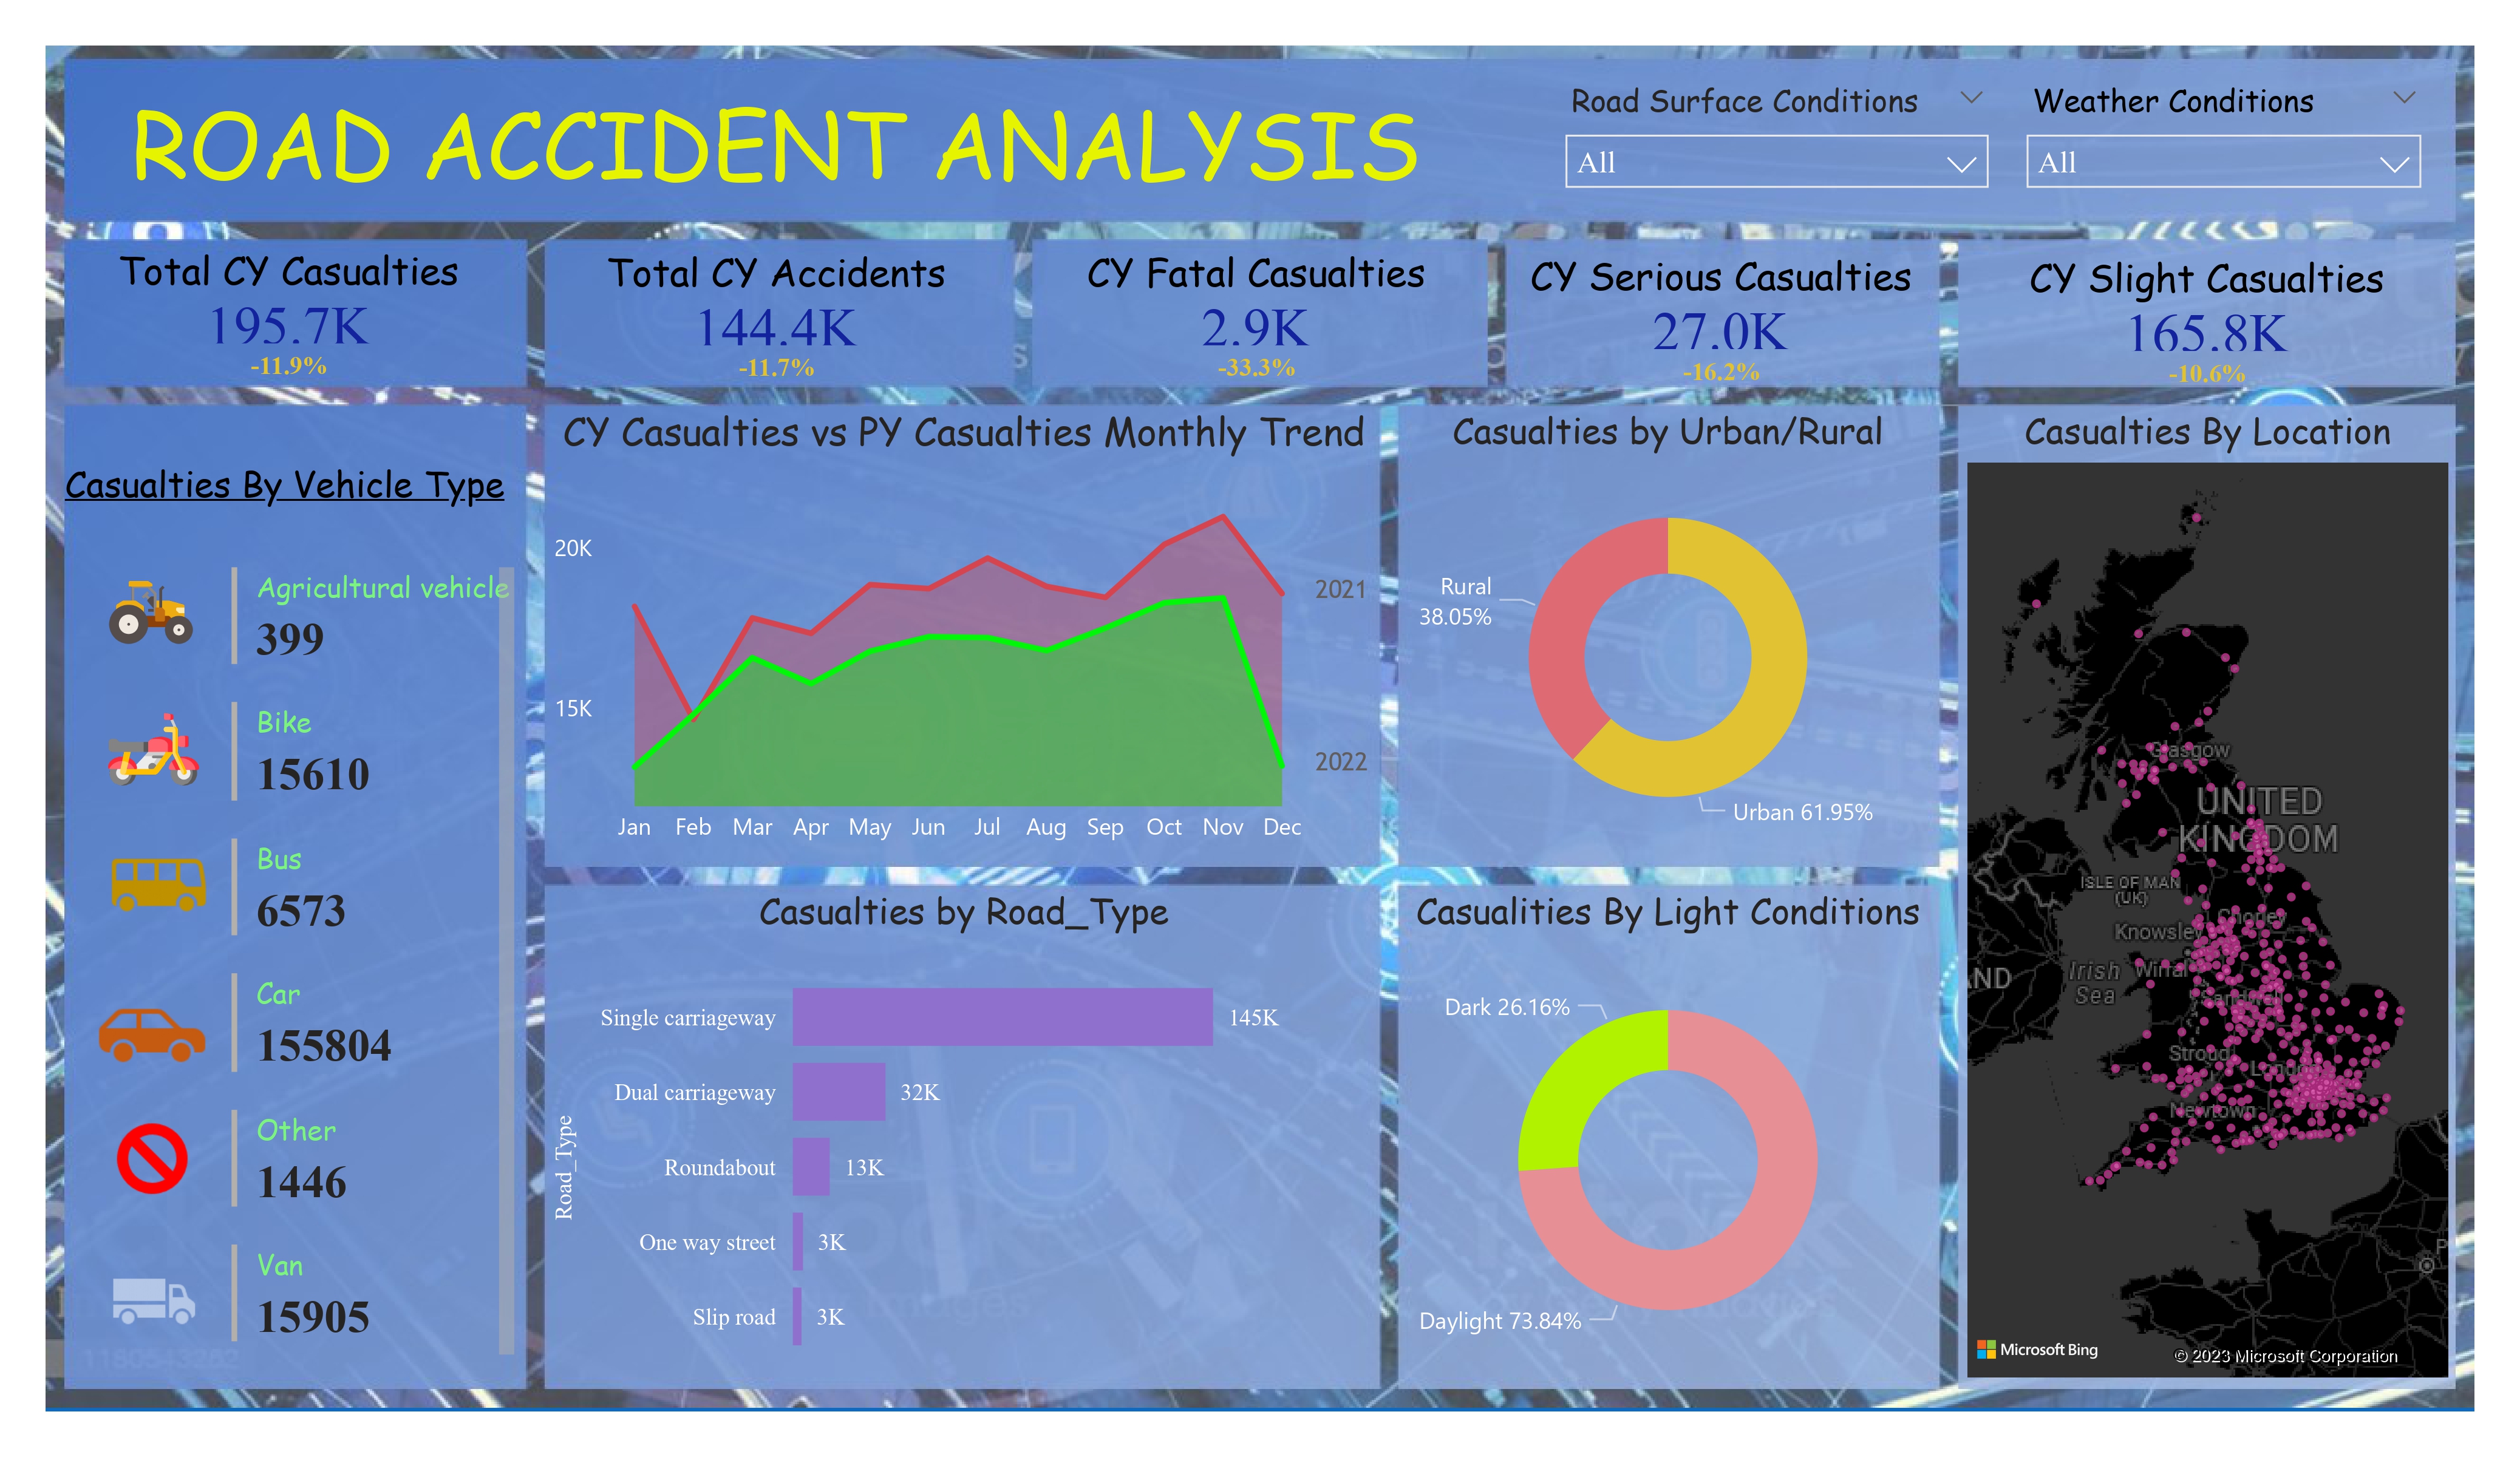 ROAD ACCIDENT ANALYSIS
Road Surface Conditions
All
Weather Conditions
All
Total CY Casualties
195.7K
-11.9%
Total CY Accidents
144.4K
-11.7%
CY Fatal Casualties
2.9K
-33.3%
CY Serious Casualties
27.0K
-16.2%
CY Slight Casualties
165.8K
-10.6%
Casualties By Vehicle Type
Agricultural vehicle
399
Bike
15610
Bus
6573
Car
155804
Other
1446
Van
15905
1180543262
CY Casualties vs PY Casualties Monthly Trend
20K
15K
2021
2022
Jan Feb Mar Apr May Jun Jul Aug Sep Oct Nov Dec
Casualties by Urban/Rural
Rural
38.05%
Urban 61.95%
Casualties by Road_Type
Road_Type
Single carriageway 145K
Dual carriageway 32K
Roundabout 13K
One way street 3K
Slip road 3K
Casualities By Light Conditions
Dark 26.16%
Daylight 73.84%
Casualties By Location
Glasgow
UNITED
KINGDOM
ISLE OF MAN
(UK)
Chorley
Knowsley
Irish
Sea
Wirral
Sandwell
Stroud
London
Newtown
Microsoft Bing
© 2023 Microsoft Corporation